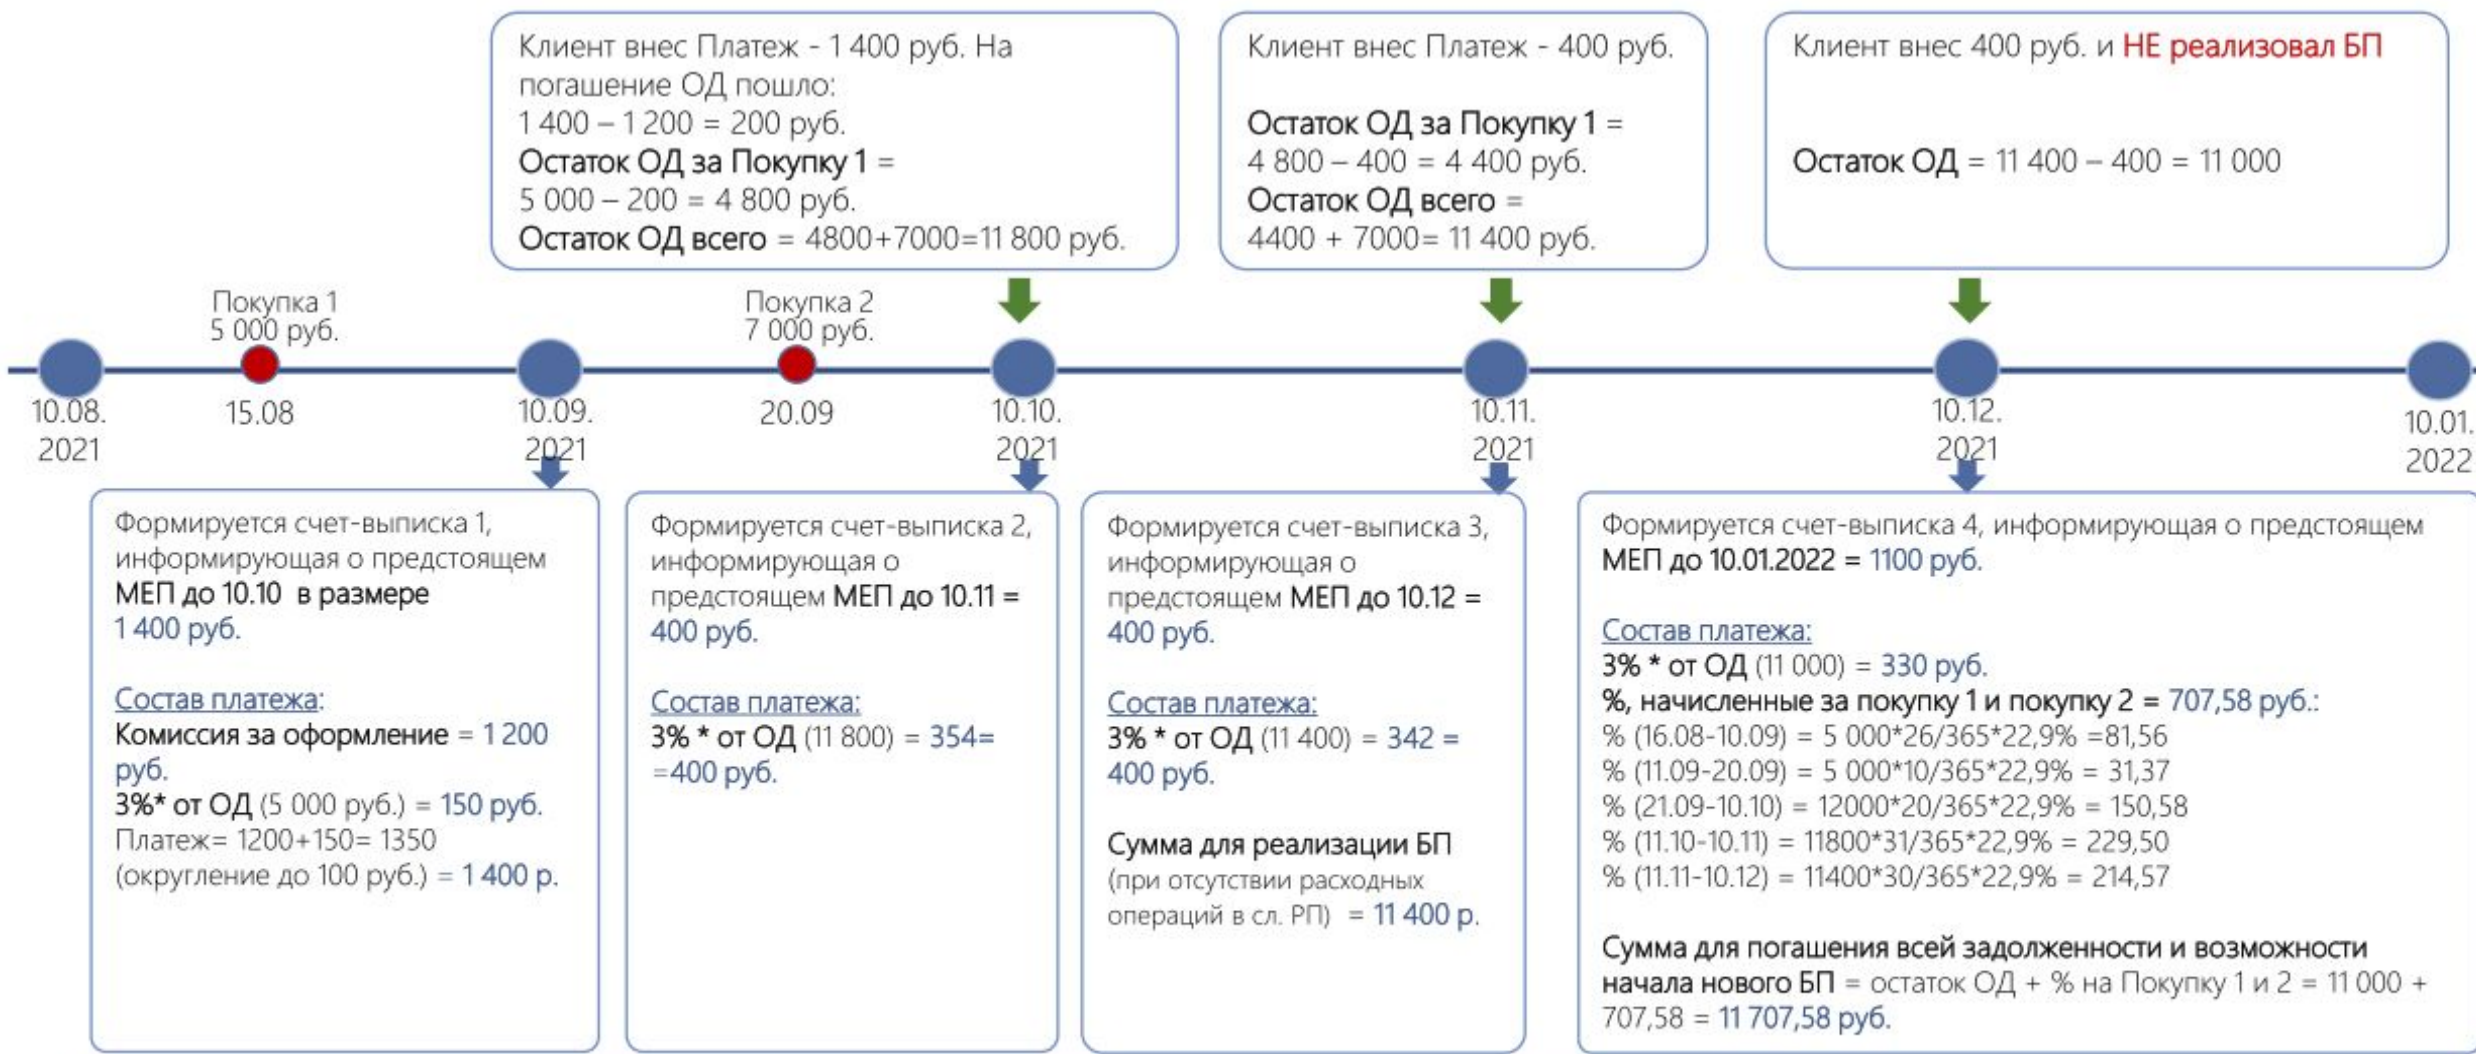 Клиент внес Платеж - 1 400 руб. На
погашение ОД пошло:
1 400 – 1 200 = 200 руб.
Остаток ОД за Покупку 1 =
5 000 – 200 = 4 800 руб.
Остаток ОД всего = 4800+7000=11 800 руб.
Клиент внес Платеж - 400 руб.
Остаток ОД за Покупку 1 =
4 800 – 400 = 4 400 руб.
Остаток ОД всего =
4400 + 7000= 11 400 руб.
Клиент внес 400 руб. и НЕ реализовал БП
Остаток ОД = 11 400 – 400 = 11 000
Покупка 1
5 000 руб.
Покупка 2
7 000 руб.
10.08.
2021
15.08
10.09.
2021
20.09
10.10.
2021
10.11.
2021
10.12.
2021
10.01.
2022
Формируется счет-выписка 1,
информирующая о предстоящем
МЕП до 10.10 в размере
1 400 руб.
Состав платежа:
Комиссия за оформление = 1 200
руб.
3%* от ОД (5 000 руб.) = 150 руб.
Платеж= 1200+150= 1350
(округление до 100 руб.) = 1 400 р.
Формируется счет-выписка 2,
информирующая о
предстоящем МЕП до 10.11 =
400 руб.
Состав платежа:
3% * от ОД (11 800) = 354=
=400 руб.
Формируется счет-выписка 3,
информирующая о
предстоящем МЕП до 10.12 =
400 руб.
Состав платежа:
3% * от ОД (11 400) = 342 =
400 руб.
Сумма для реализации БП
(при отсутствии расходных
операций в сл. РП) = 11 400 р.
Формируется счет-выписка 4, информирующая о предстоящем
МЕП до 10.01.2022 = 1100 руб.
Состав платежа:
3% * от ОД (11 000) = 330 руб.
%, начисленные за покупку 1 и покупку 2 = 707,58 руб.:
% (16.08-10.09) = 5 000*26/365*22,9% =81,56
% (11.09-20.09) = 5 000*10/365*22,9% = 31,37
% (21.09-10.10) = 12000*20/365*22,9% = 150,58
% (11.10-10.11) = 11800*31/365*22,9% = 229,50
% (11.11-10.12) = 11400*30/365*22,9% = 214,57
Сумма для погашения всей задолженности и возможности
начала нового БП = остаток ОД + % на Покупку 1 и 2 = 11 000 +
707,58 = 11 707,58 руб.